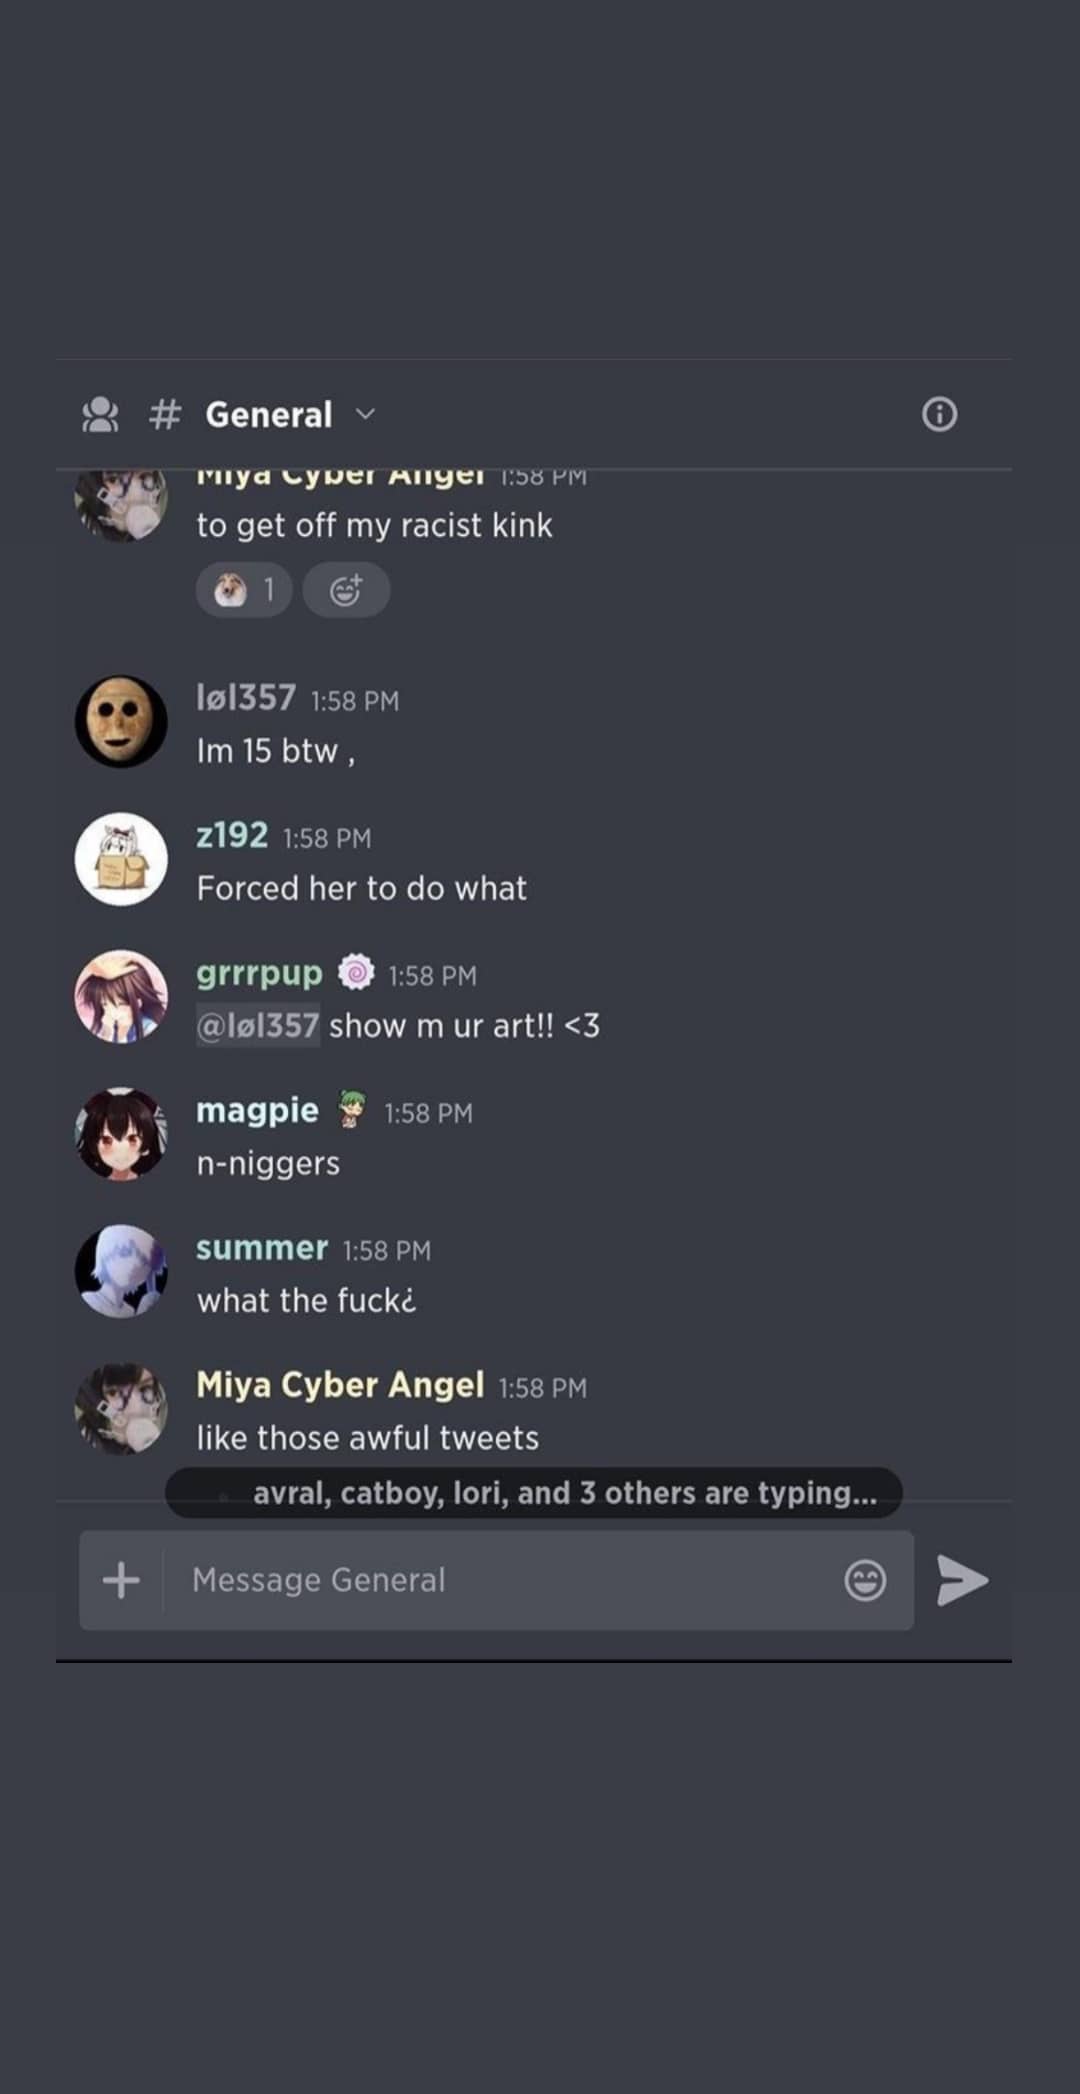 General
Miya Cyber Angel 1:58 PM
to get off my racist kink
1
løl357 1:58 PM
Im 15 btw ,
z192 1:58 PM
Forced her to do what
grrrpup 1:58 PM
@løl357 show m ur art!! <3
magpie 1:58 PM
n-niggers
summer 1:58 PM
what the fuck¿
Miya Cyber Angel 1:58 PM
like those awful tweets
avral, catboy, lori, and 3 others are typing...
Message General